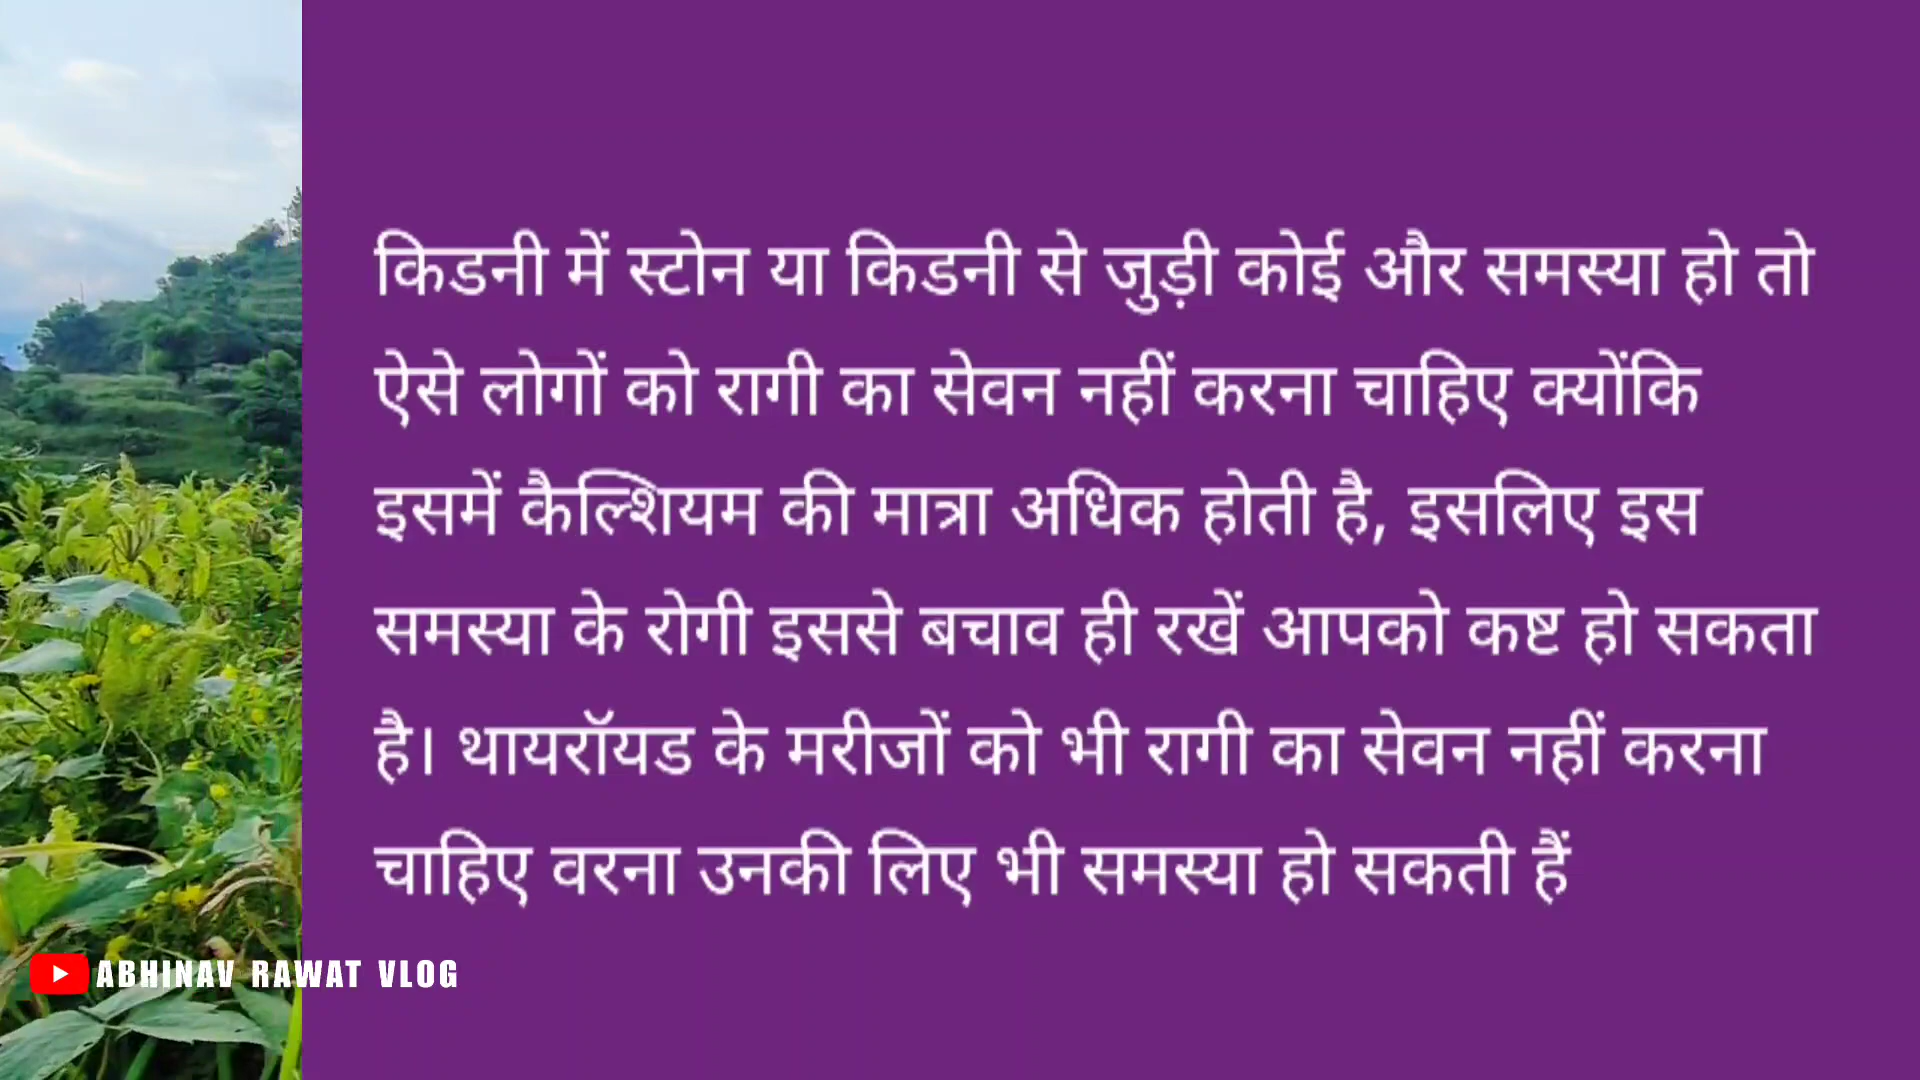 किडनी में स्टोन या किडनी से जुड़ी कोई और समस्या हो तो
ऐसे लोगों को रागी का सेवन नहीं करना चाहिए क्योंकि
इसमें कैल्शियम की मात्रा अधिक होती है, इसलिए इस
समस्या के रोगी इससे बचाव ही रखें आपको कष्ट हो सकता
है। थायरॉयड के मरीजों को भी रागी का सेवन नहीं करना
चाहिए वरना उनकी लिए भी समस्या हो सकती हैं
ABHINAV RAWAT VLOG